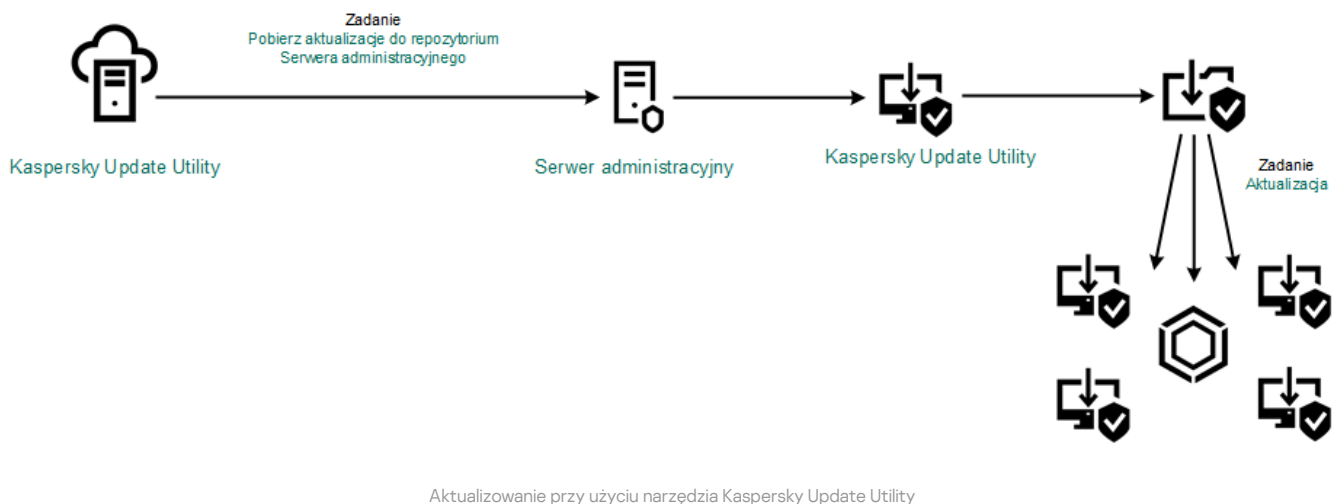 Zadanie
Pobierz aktualizacje do repozytorium
Serwera administracyjnego
Kaspersky Update Utility
Serwer administracyjny
Kaspersky Update Utility
Zadanie
Aktualizacja
Aktualizowanie przy użyciu narzędzia Kaspersky Update Utility